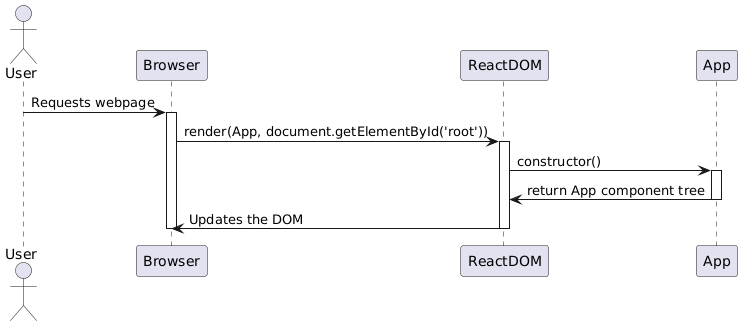 User
Browser
ReactDOM
App
Requests webpage
render(App, document.getElementById('root'))
constructor()
return App component tree
Updates the DOM
User
Browser
ReactDOM
App